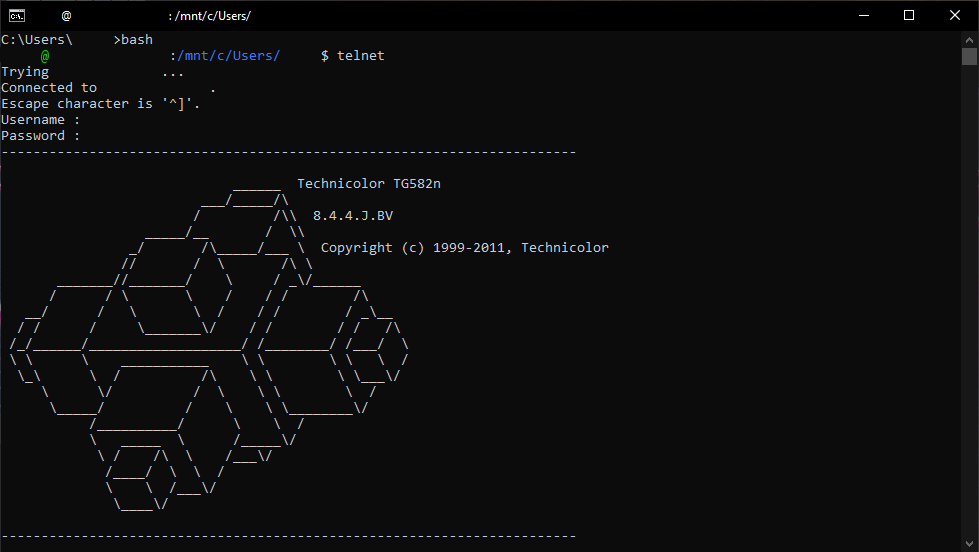 @ :/mnt/c/Users/
C:\Users\ >bash
@ :/mnt/c/Users/ $ telnet
Trying ...
Connected to .
Escape character is '^]'.
Username :
Password :
------------------------------------------------------------------------
Technicolor TG582n
8.4.4.J.BV
Copyright (c) 1999-2011, Technicolor
------------------------------------------------------------------------